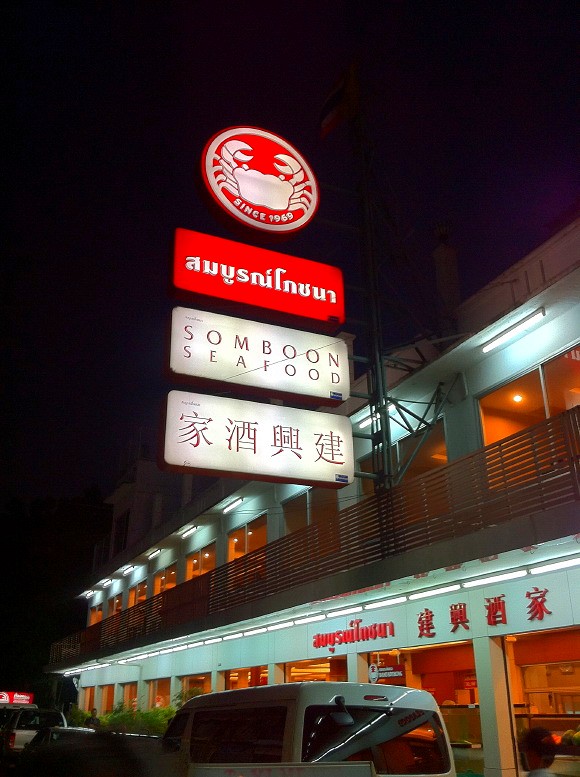 SINCE 1969
สมบูรณ์โภชนา
SOMBOON
SEAFOOD
家酒興建
สมบูรณ์โภชนา 建興酒家